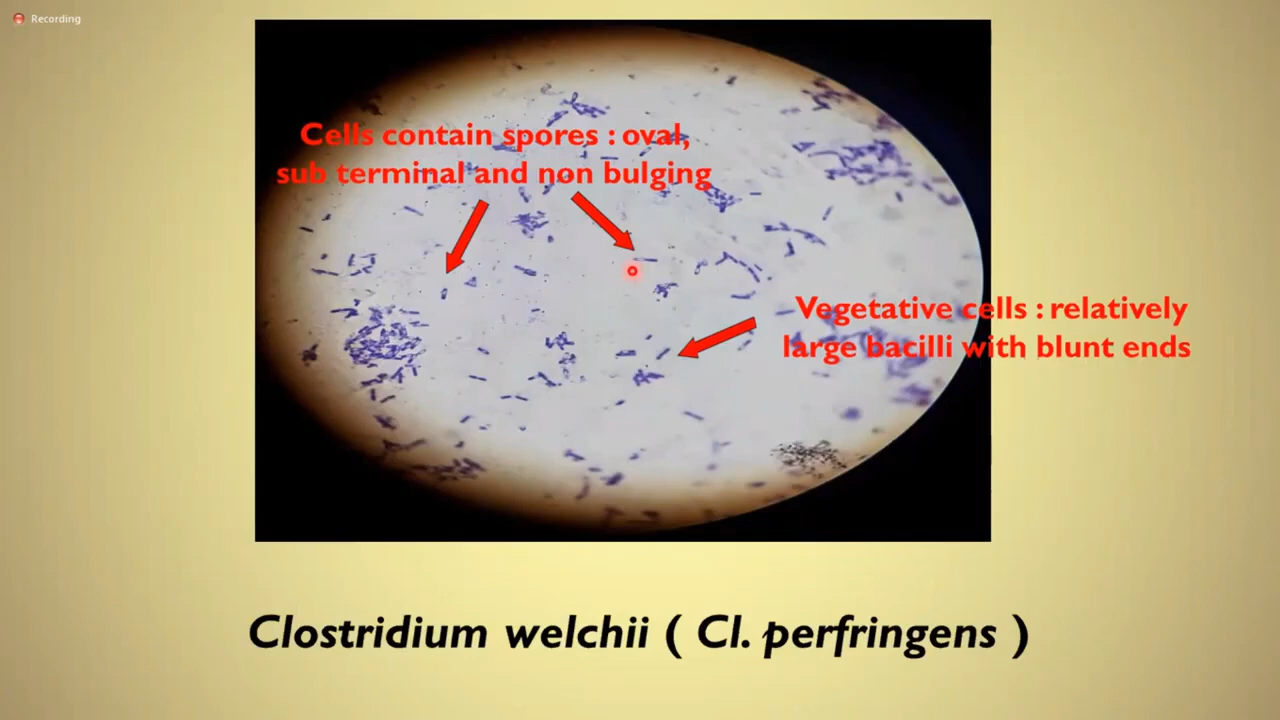 Recording
Cells contain spores : oval,
sub terminal and non bulging
Vegetative cells : relatively
large bacilli with blunt ends
Clostridium welchii ( Cl. perfringens )